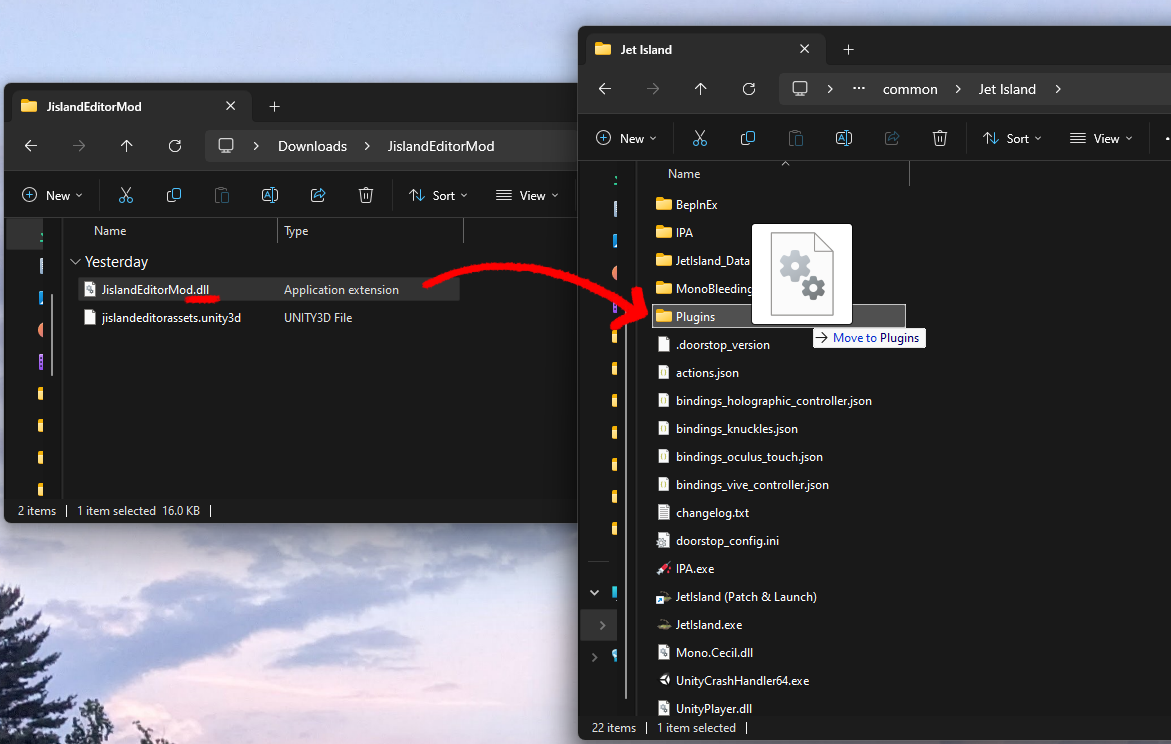 JislandEditorMod
Downloads
JislandEditorMod
New
Sort
View
Name
Type
Yesterday
JislandEditorMod.dll
Application extension
jislandeditorassets.unity3d
UNITY3D File
2 items
1 item selected 16.0 KB
Jet Island
common
Jet Island
New
Sort
View
Name
BepInEx
IPA
JetIsland_Data
MonoBleeding
Plugins
Move to Plugins
.doorstop_version
actions.json
bindings_holographic_controller.json
bindings_knuckles.json
bindings_oculus_touch.json
bindings_vive_controller.json
changelog.txt
doorstop_config.ini
IPA.exe
JetIsland (Patch & Launch)
JetIsland.exe
Mono.Cecil.dll
UnityCrashHandler64.exe
UnityPlayer.dll
22 items
1 item selected